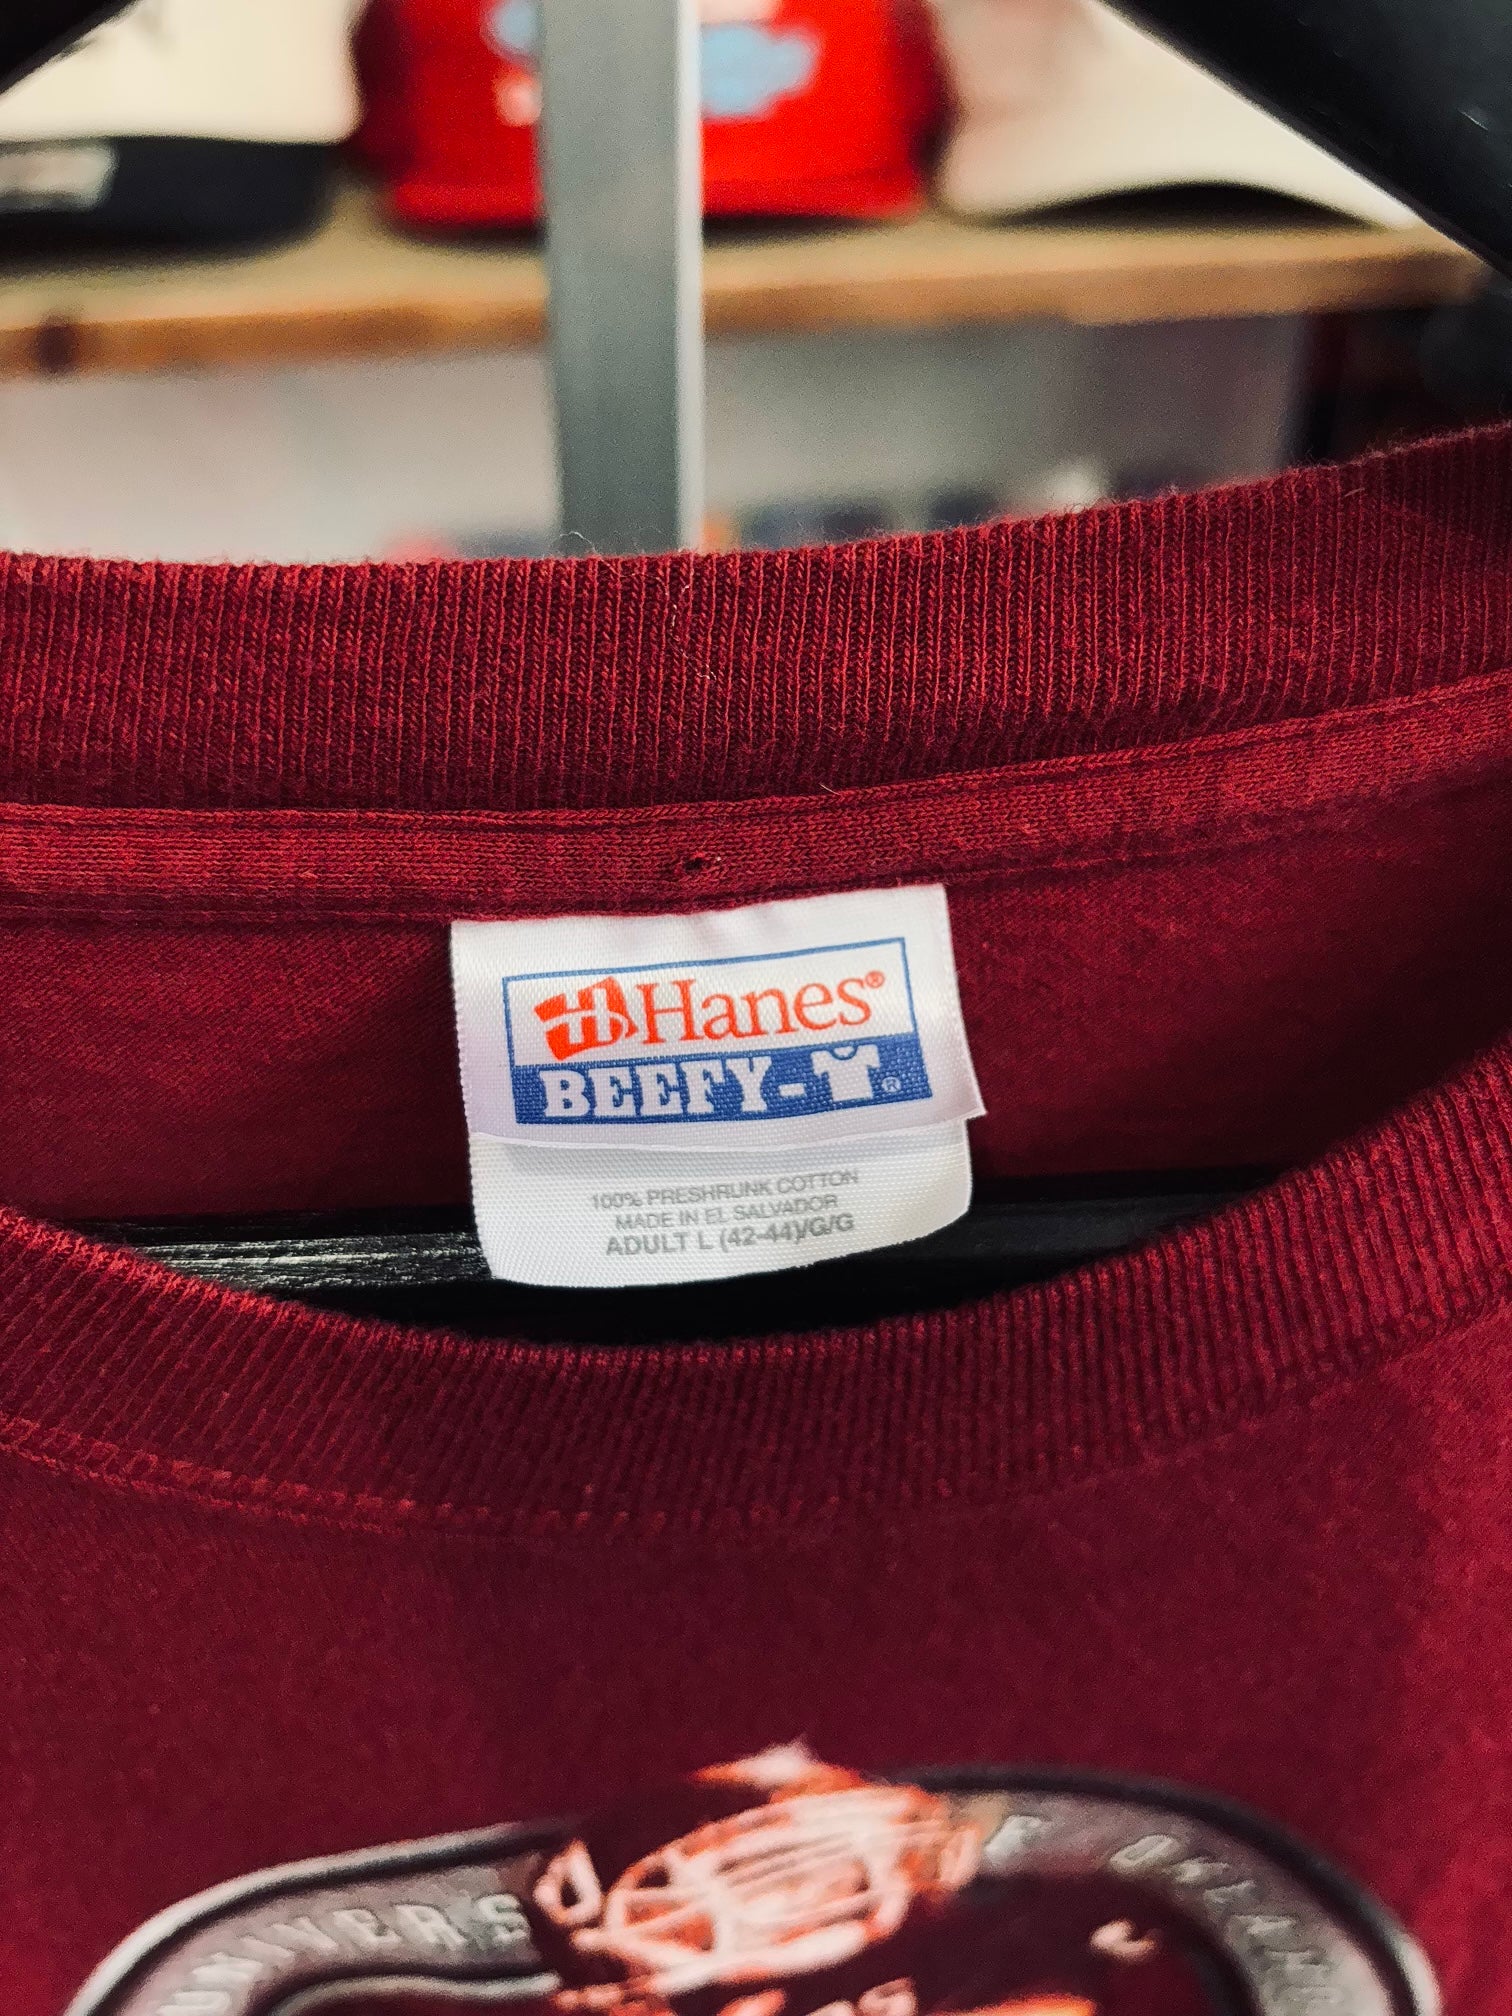 Hanes®
BEEFY-T®
100% PRESHRUNK COTTON
MADE IN EL SALVADOR
ADULT L (42-44)/G/G